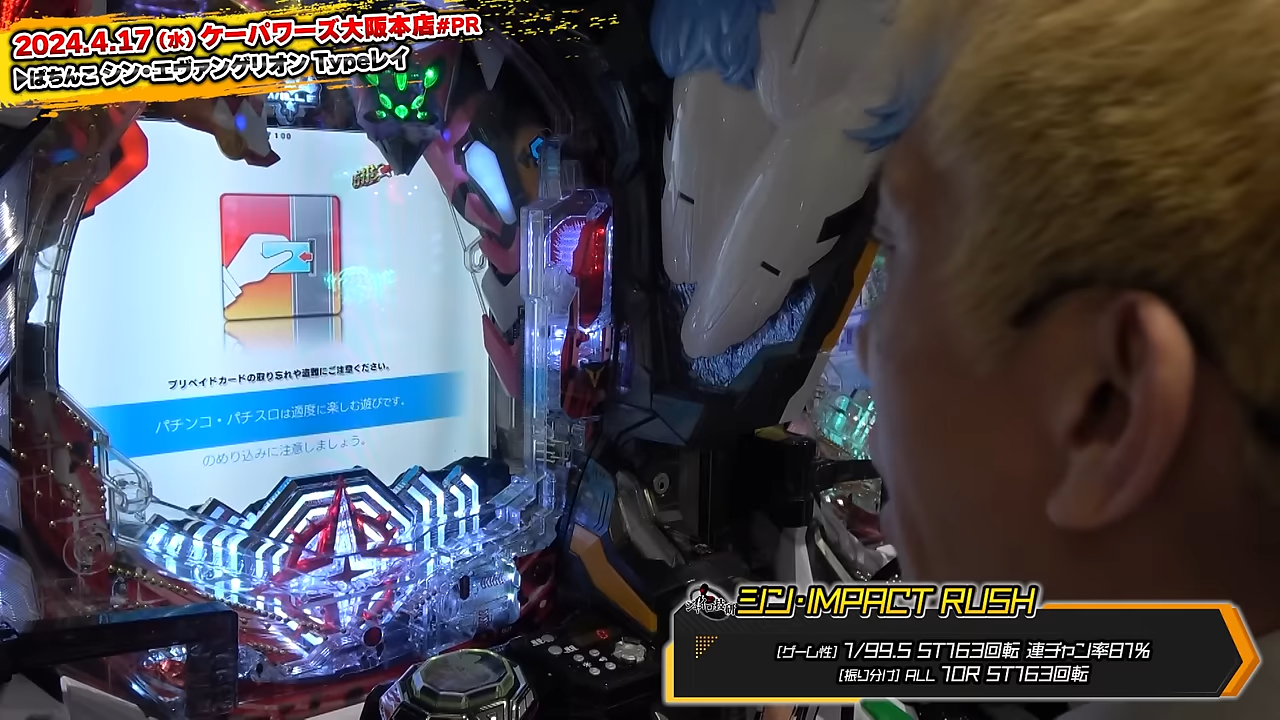 2024.4.17(水)ケーパワーズ大阪本店#PR
▶ぱちんこ シン・エヴァンゲリオン Typeレイ
プリペイドカードの取り忘れや盗難にご注意ください。
パチンコ・パチスロは適度に楽しむ遊びです。
のめり込みに注意しましょう。
シン・IMPACT RUSH
[ゲーム性] 1/99.5 ST163回転 連チャン率81%
[振り分け] ALL 10R ST163回転